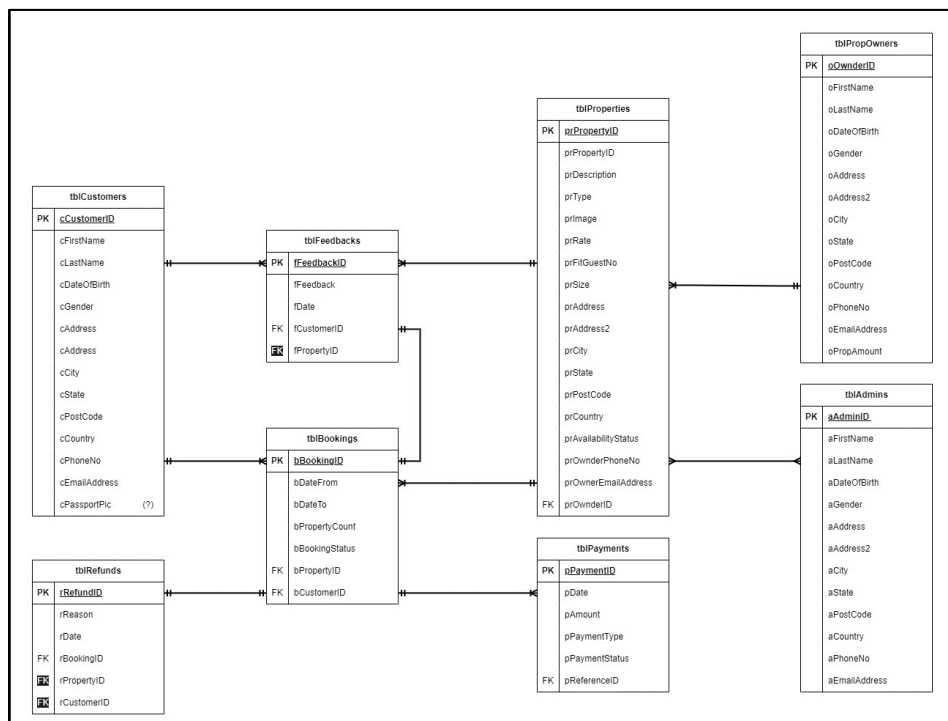 tblCustomers
PK cCustomerID
cFirstName
cLastName
cDateOfBirth
cGender
cAddress
cAddress
cCity
cState
cPostCode
cCountry
cPhoneNo
cEmailAddress
cPassportPic (?)
tblRefunds
PK rRefundID
rReason
rDate
FK rBookingID
FK rPropertyID
FK rCustomerID
tblFeedbacks
PK fFeedbackID
fFeedback
fDate
FK fCustomerID
FK fPropertyID
tblBookings
PK bBookingID
bDateFrom
bDateTo
bPropertyCount
bBookingStatus
FK bPropertyID
FK bCustomerID
tblProperties
PK prPropertyID
prPropertyID
prDescription
prType
prImage
prRate
prFitGuestNo
prSize
prAddress
prAddress2
prCity
prState
prPostCode
prCountry
prAvailabilityStatus
prOwnderPhoneNo
prOwnerEmailAddress
FK prOwnderID
tblPayments
PK pPaymentID
pDate
pAmount
pPaymentType
pPaymentStatus
FK pReferenceID
tblPropOwners
PK oOwnderID
oFirstName
oLastName
oDateOfBirth
oGender
oAddress
oAddress2
oCity
oState
oPostCode
oCountry
oPhoneNo
oEmailAddress
oPropAmount
tblAdmins
PK aAdminID
aFirstName
aLastName
aDateOfBirth
aGender
aAddress
aAddress2
aCity
aState
aPostCode
aCountry
aPhoneNo
aEmailAddress